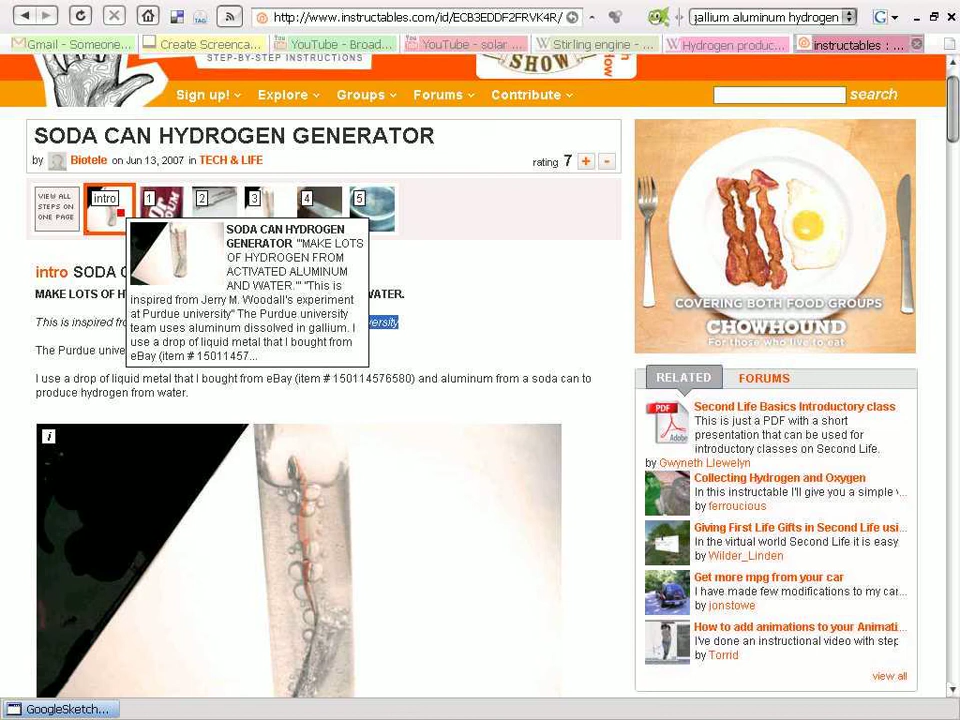 http://www.instructables.com/id/ECB3EDDF2FRVK4R/
gallium aluminum hydrogen
Gmail - Someone...
Create Screenca...
YouTube - Broad...
YouTube - solar ...
Stirling engine - ...
Hydrogen produc...
instructables : ...
STEP-BY-STEP INSTRUCTIONS
SHOW
Sign up!
Explore
Groups
Forums
Contribute
search
SODA CAN HYDROGEN GENERATOR
by Biotele on Jun 13, 2007 in TECH & LIFE
rating 7 + -
VIEW ALL
STEPS ON
ONE PAGE
intro
1
2
3
4
5
SODA CAN HYDROGEN
GENERATOR '''MAKE LOTS
OF HYDROGEN FROM
ACTIVATED ALUMINUM
AND WATER.''' ''This is
inspired from Jerry M. Woodall's experiment
at Purdue university'' The Purdue university
team uses aluminum dissolved in gallium. I
use a drop of liquid metal that I bought from
eBay (item # 15011457...
intro SODA C
MAKE LOTS OF H
WATER.
This is inspired fro
ersity
The Purdue univers
I use a drop of liquid metal that I bought from eBay (item # 150114576580) and aluminum from a soda can to
produce hydrogen from water.
i
COVERING BOTH FOOD GROUPS
CHOWHOUND
For those who live to eat
RELATED
FORUMS
PDF
Adobe
Second Life Basics Introductory class
This is just a PDF with a short
presentation that can be used for
introductory classes on Second Life.
by Gwyneth Llewelyn
Collecting Hydrogen and Oxygen
In this instructable I'll give you a simple v...
by ferroucious
Giving First Life Gifts in Second Life usi...
In the virtual world Second Life it is easy
by Wilder_Linden
Get more mpg from your car
I have made few modifications to my car...
by jonstowe
How to add animations to your Animati...
I've done an instructional video with step
by Torrid
view all
GoogleSketch...